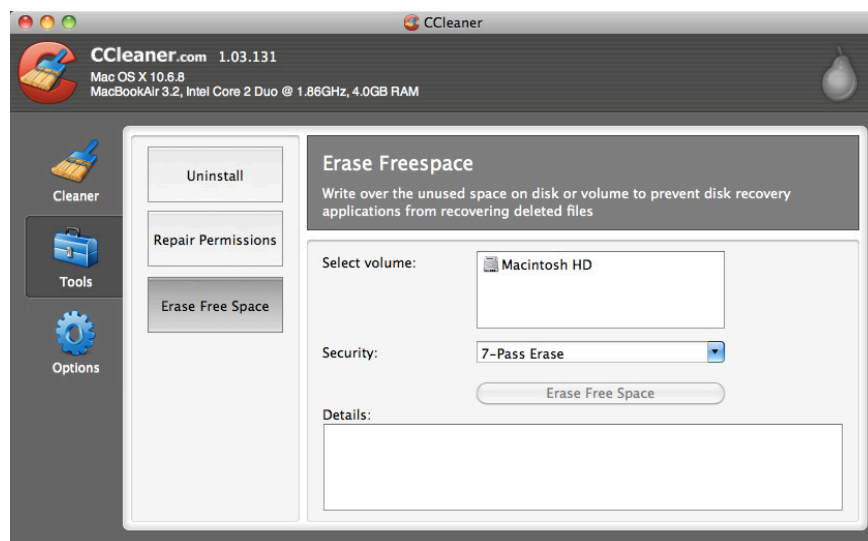 CCleaner
CCleaner.com 1.03.131
Mac OS X 10.6.8
MacBookAir 3.2, Intel Core 2 Duo @ 1.86GHz, 4.0GB RAM
Cleaner
Tools
Options
Uninstall
Repair Permissions
Erase Free Space
Erase Freespace
Write over the unused space on disk or volume to prevent disk recovery
applications from recovering deleted files
Select volume:
Macintosh HD
Security:
7-Pass Erase
Erase Free Space
Details: